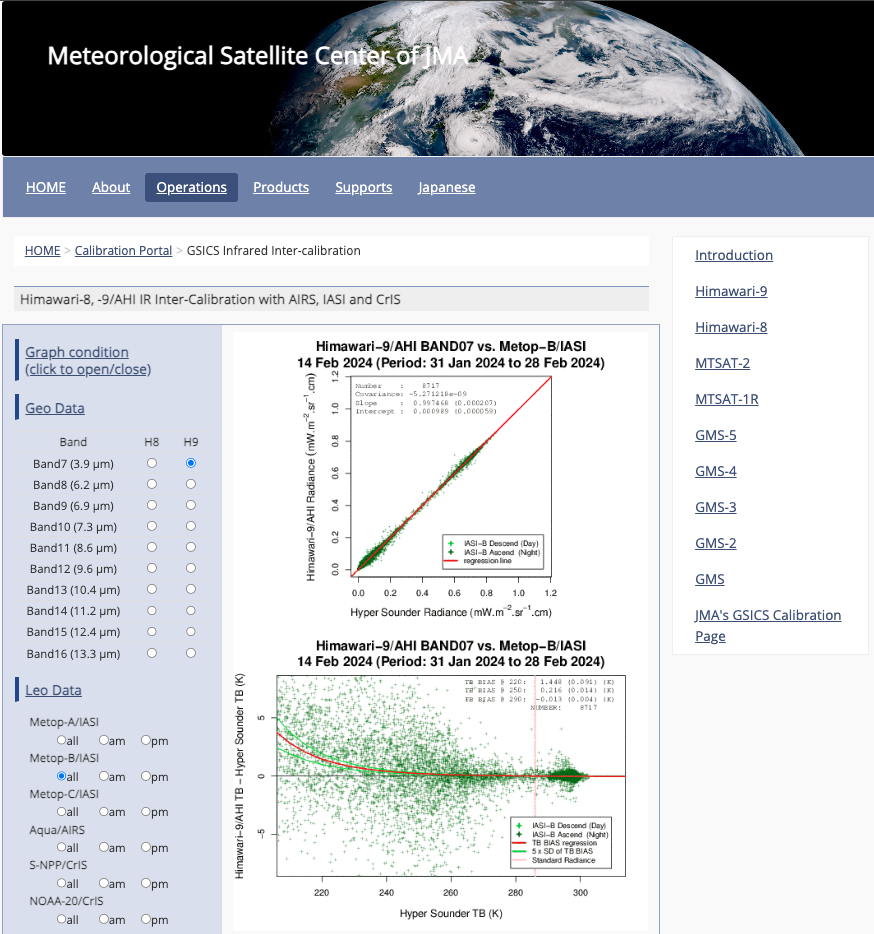 Meteorological Satellite Center of JMA
HOME About Operations Products Supports Japanese
HOME > Calibration Portal > GSICS Infrared Inter-calibration
Himawari-8, -9/AHI IR Inter-Calibration with AIRS, IASI and CrIS
Graph condition
(click to open/close)
Geo Data
Band H8 H9
Band7 (3.9 µm)
Band8 (6.2 µm)
Band9 (6.9 µm)
Band10 (7.3 µm)
Band11 (8.6 µm)
Band12 (9.6 µm)
Band13 (10.4 µm)
Band14 (11.2 µm)
Band15 (12.4 µm)
Band16 (13.3 µm)
Leo Data
Metop-A/IASI
all am pm
Metop-B/IASI
all am pm
Metop-C/IASI
all am pm
Aqua/AIRS
all am pm
S-NPP/CrIS
all am pm
NOAA-20/CrIS
all am pm
Himawari−9/AHI BAND07 vs. Metop−B/IASI
14 Feb 2024 (Period: 31 Jan 2024 to 28 Feb 2024)
Number : 8717
Covariance: -5.271218e-09
Slope : 0.997468 (0.000207)
Intercept : 0.000989 (0.000059)
Himawari−9/AHI Radiance (mW.m−2.sr−1.cm)
1.2
1.0
0.8
0.6
0.4
0.2
0.0
IASI−B Descend (Day)
IASI−B Ascend (Night)
regression line
0.0 0.2 0.4 0.6 0.8 1.0 1.2
Hyper Sounder Radiance (mW.m−2.sr−1.cm)
Himawari−9/AHI BAND07 vs. Metop−B/IASI
14 Feb 2024 (Period: 31 Jan 2024 to 28 Feb 2024)
TB BIAS @ 220: 1.448 (0.091) (K)
TB BIAS @ 250: 0.216 (0.014) (K)
TB BIAS @ 290: -0.013 (0.004) (K)
NUMBER: 8717
Himawari−9/AHI TB − Hyper Sounder TB (K)
5
0
−5
IASI−B Descend (Day)
IASI−B Ascend (Night)
TB BIAS regression
5 x SD of TB BIAS
Standard Radiance
220 240 260 280 300
Hyper Sounder TB (K)
Introduction
Himawari-9
Himawari-8
MTSAT-2
MTSAT-1R
GMS-5
GMS-4
GMS-3
GMS-2
GMS
JMA's GSICS Calibration
Page